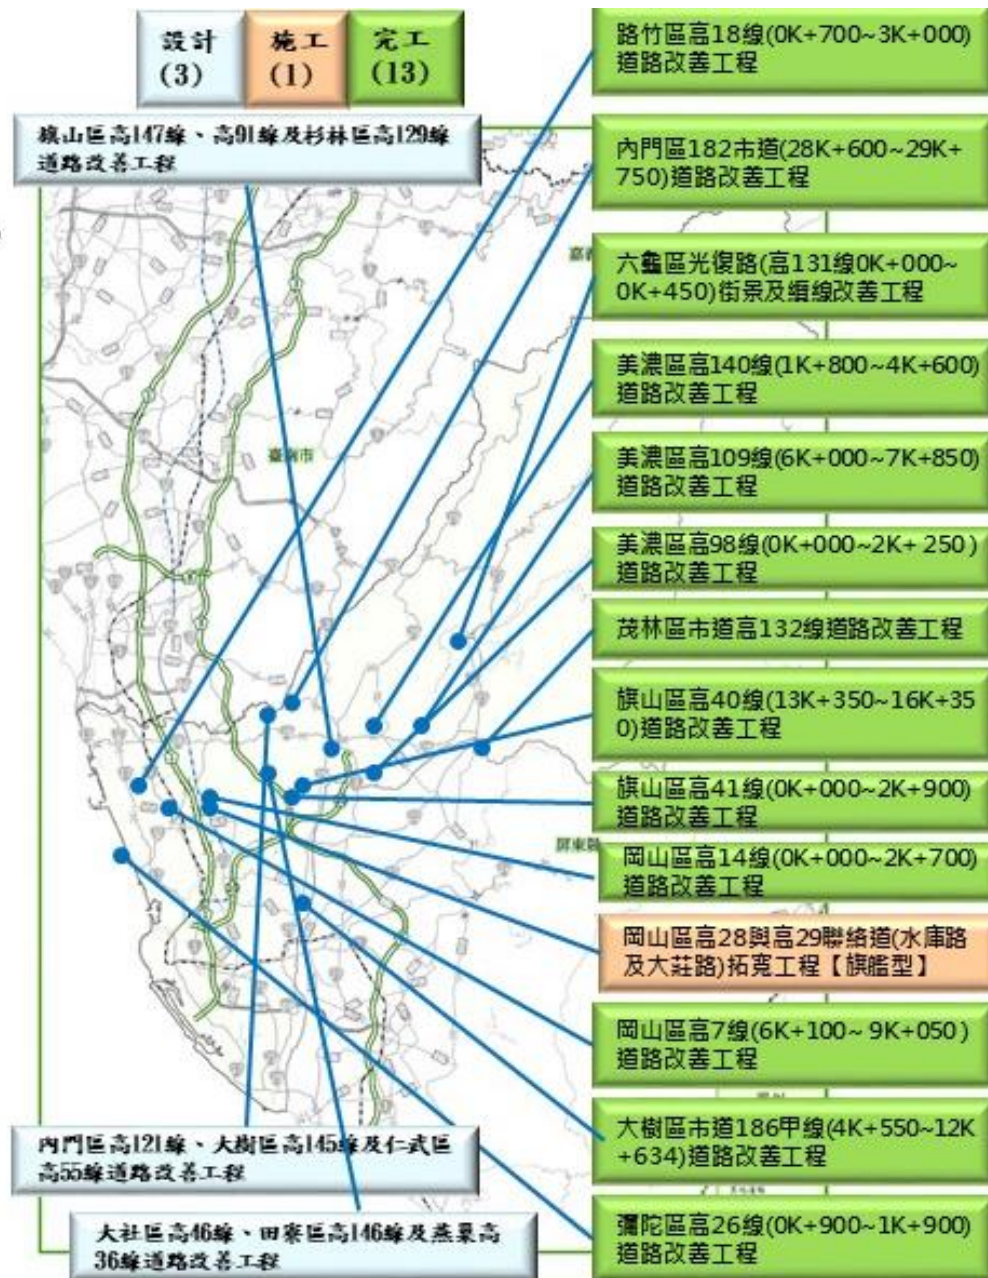 設計
(3)
施工
(1)
完工
(13)
旗山區高147線、高91線及杉林區高129線
道路改善工程
路竹區高18線(0K+700~3K+000)
道路改善工程
內門區182市道(28K+600~29K+
750)道路改善工程
六龜區光復路(高131線0K+000~
0K+450)街景及纜線改善工程
美濃區高140線(1K+800~4K+600)
道路改善工程
美濃區高109線(6K+000~7K+850)
道路改善工程
美濃區高98線(0K+000~2K+ 250 )
道路改善工程
茂林區市道高132線道路改善工程
旗山區高40線(13K+350~16K+35
0)道路改善工程
旗山區高41線(0K+000~2K+900)
道路改善工程
岡山區高14線(0K+000~2K+700)
道路改善工程
岡山區高28與高29聯絡道(水庫路
及大莊路)拓寬工程【旗艦型】
岡山區高7線(6K+100~ 9K+050 )
道路改善工程
大樹區市道186甲線(4K+550~12K
+634)道路改善工程
彌陀區高26線(0K+900~1K+900)
道路改善工程
內門區高121線、大樹區高145線及仁武區
高55線道路改善工程
大社區高46線、田寮區高146線及燕巢高
36線道路改善工程
臺南市